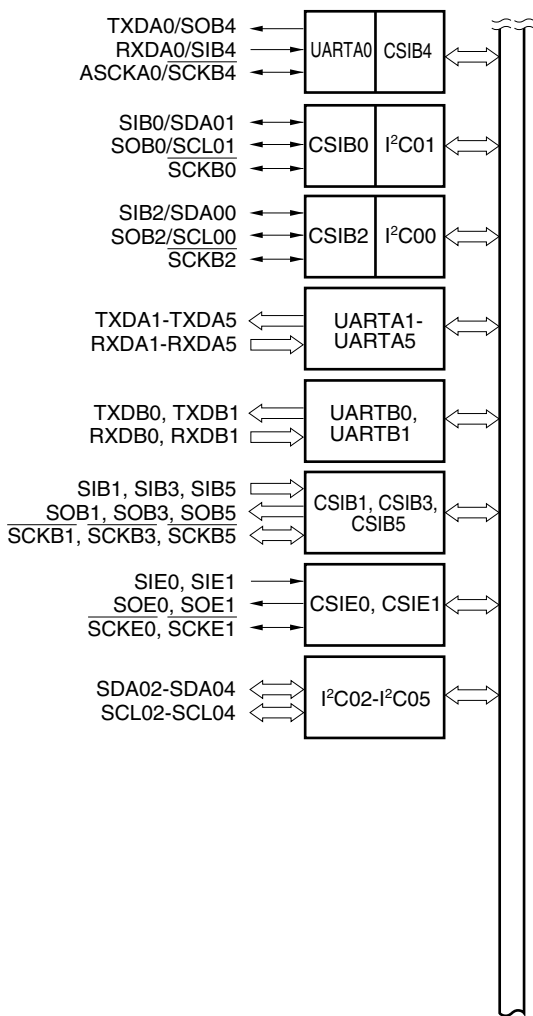 TXDA0/SOB4
RXDA0/SIB4
ASCKA0/SCKB4
UARTA0
CSIB4
SIB0/SDA01
SOB0/SCL01
SCKB0
CSIB0
I²C01
SIB2/SDA00
SOB2/SCL00
SCKB2
CSIB2
I²C00
TXDA1-TXDA5
RXDA1-RXDA5
UARTA1-
UARTA5
TXDB0, TXDB1
RXDB0, RXDB1
UARTB0,
UARTB1
SIB1, SIB3, SIB5
SOB1, SOB3, SOB5
SCKB1, SCKB3, SCKB5
CSIB1, CSIB3,
CSIB5
SIE0, SIE1
SOE0, SOE1
SCKE0, SCKE1
CSIE0, CSIE1
SDA02-SDA04
SCL02-SCL04
I²C02-I²C05